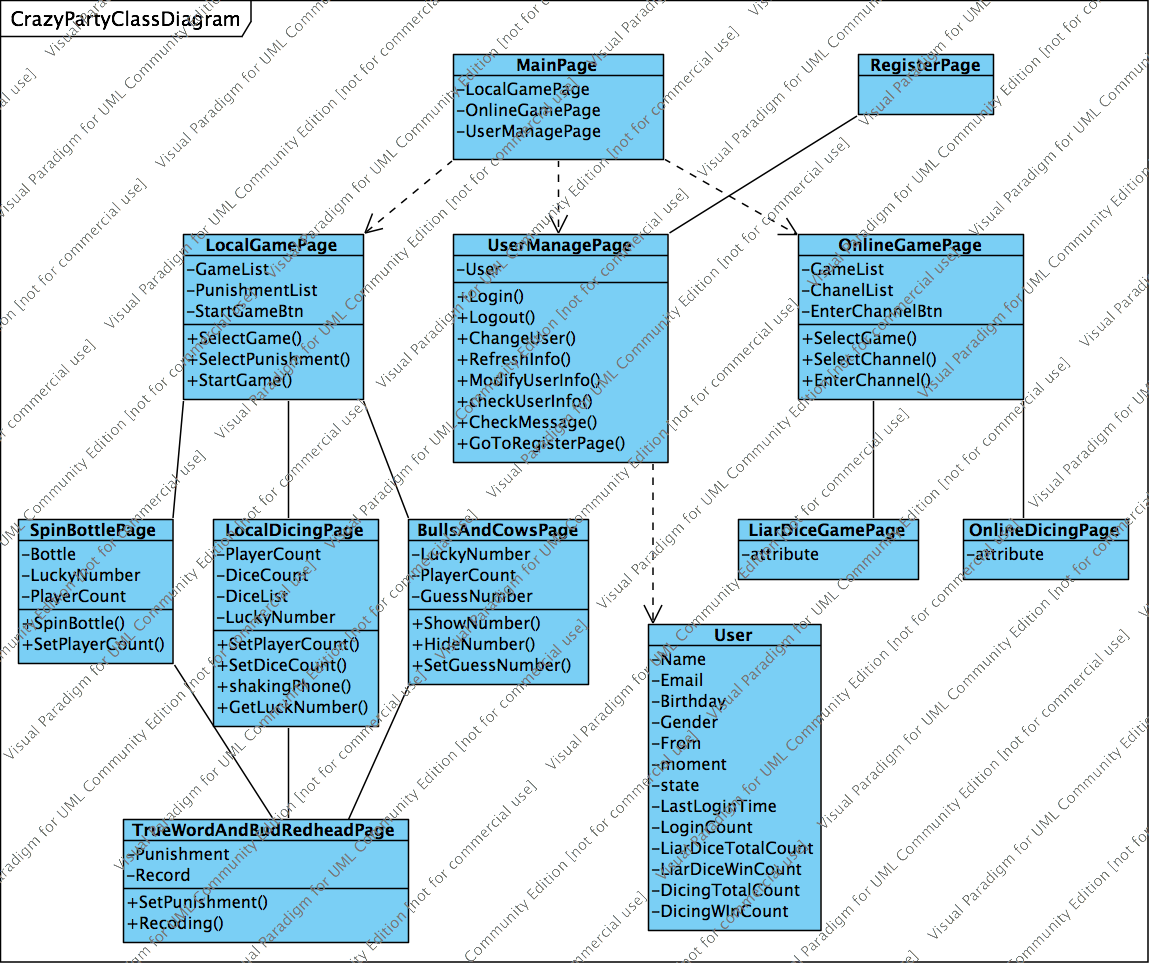 CrazyPartyClassDiagram
MainPage
-LocalGamePage
-OnlineGamePage
-UserManagePage
RegisterPage
LocalGamePage
-GameList
-PunishmentList
-StartGameBtn
+SelectGame()
+SelectPunishment()
+StartGame()
UserManagePage
-User
+Login()
+Logout()
+ChangeUser()
+RefreshInfo()
+ModifyUserInfo()
+checkUserInfo()
+CheckMessage()
+GoToRegisterPage()
OnlineGamePage
-GameList
-ChanelList
-EnterChannelBtn
+SelectGame()
+SelectChannel()
+EnterChannel()
SpinBottlePage
-Bottle
-LuckyNumber
-PlayerCount
+SpinBottle()
+SetPlayerCount()
LocalDicingPage
-PlayerCount
-DiceCount
-DiceList
-LuckyNumber
+SetPlayerCount()
+SetDiceCount()
+shakingPhone()
+GetLuckNumber()
BullsAndCowsPage
-LuckyNumber
-PlayerCount
-GuessNumber
+ShowNumber()
+HideNumber()
+SetGuessNumber()
LiarDiceGamePage
-attribute
OnlineDicingPage
-attribute
User
-Name
-Email
-Birthday
-Gender
-From
-moment
-state
-LastLoginTime
-LoginCount
-LiarDiceTotalCount
-LiarDiceWinCount
-DicingTotalCount
-DicingWInCount
TrueWordAndBudRedheadPage
-Punishment
-Record
+SetPunishment()
+Recoding()
Visual Paradigm for UML Community Edition [not for commercial use]